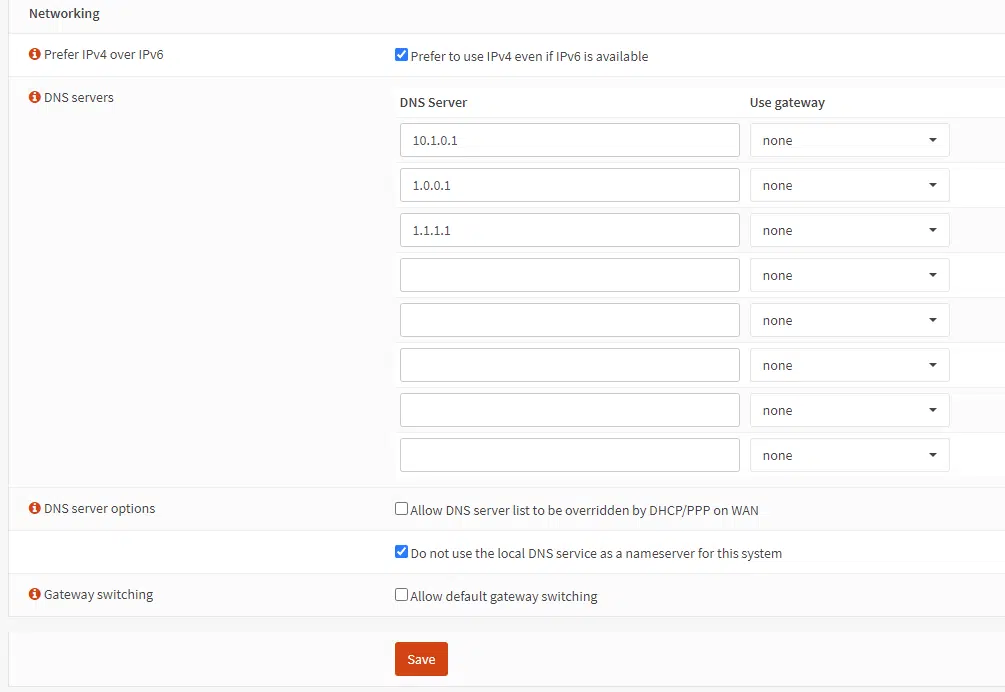 Networking
Prefer IPv4 over IPv6
Prefer to use IPv4 even if IPv6 is available
DNS servers
DNS Server Use gateway
10.1.0.1 none
1.0.0.1 none
1.1.1.1 none
none
none
none
none
none
DNS server options
Allow DNS server list to be overridden by DHCP/PPP on WAN
Do not use the local DNS service as a nameserver for this system
Gateway switching
Allow default gateway switching
Save